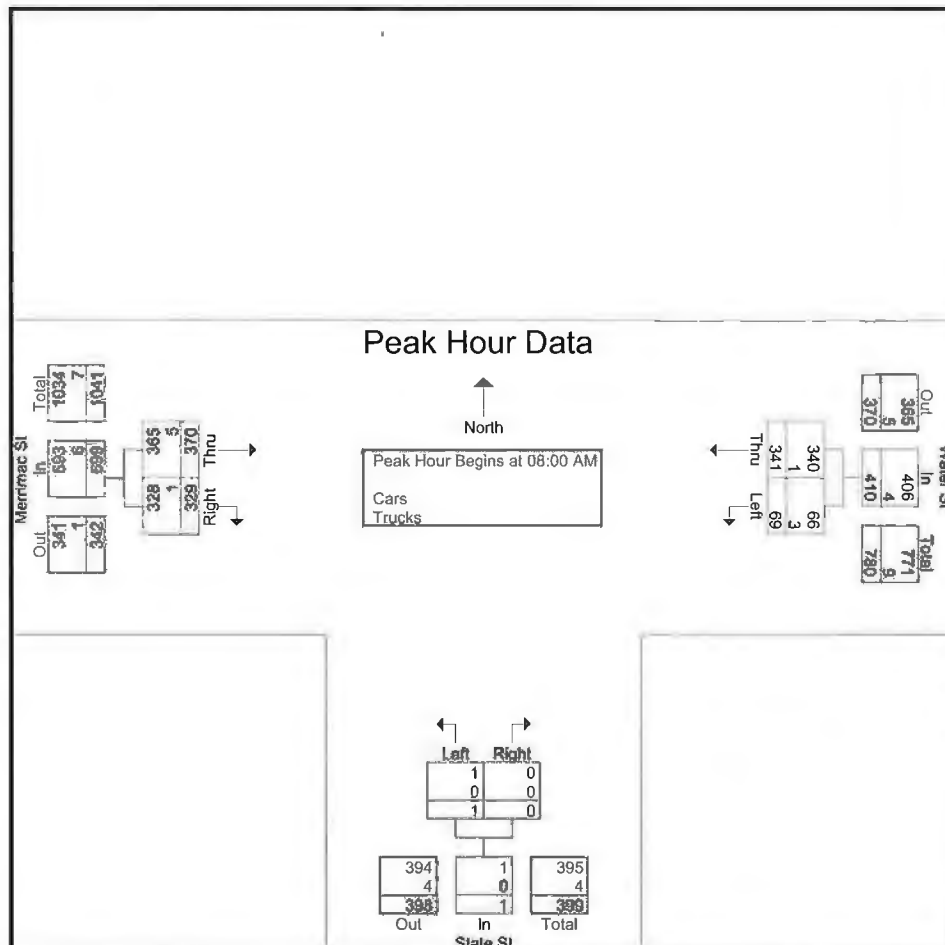 Peak Hour Data
North
Peak Hour Begins at 08:00 AM
Cars
Trucks
Merrimac St
Total
1034
7
1041
In
693
6
699
Out
341
1
342
Thru
365
5
370
Right
328
1
329
Out
365
5
370
In
406
4
410
Total
771
9
780
Thru
340
1
341
Left
66
3
69
Left Right
1 0
0 0
1 0
394 1 395
4 0 4
398 1 399
Out In Total
State St